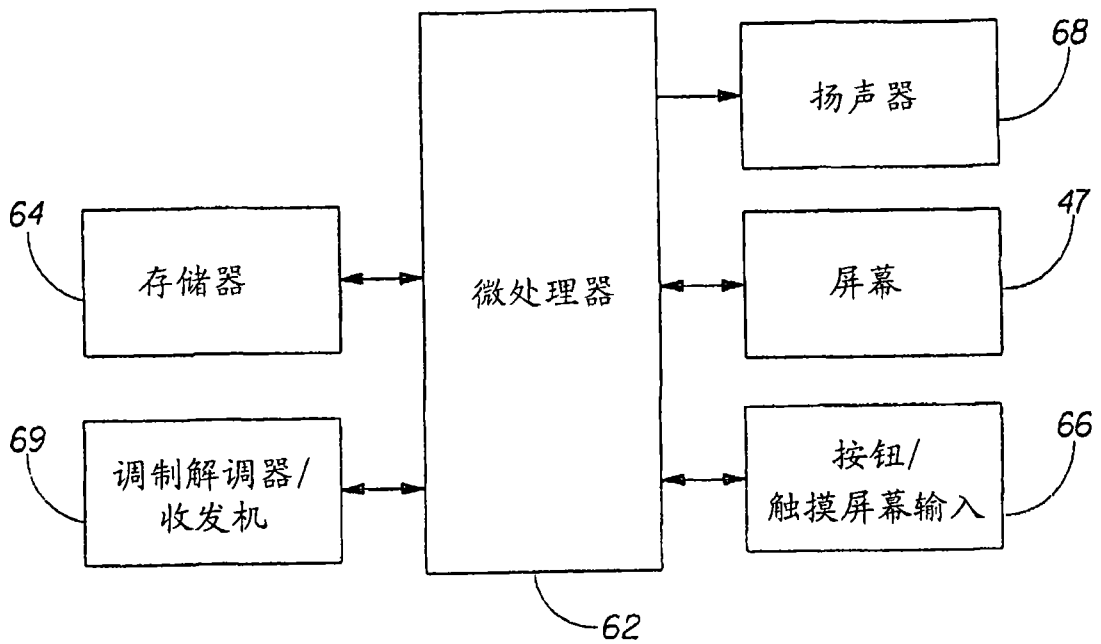 68
扬声器
64
存储器
微处理器
47
屏幕
69
调制解调器/
收发机
按钮/
触摸屏幕输入
66
62